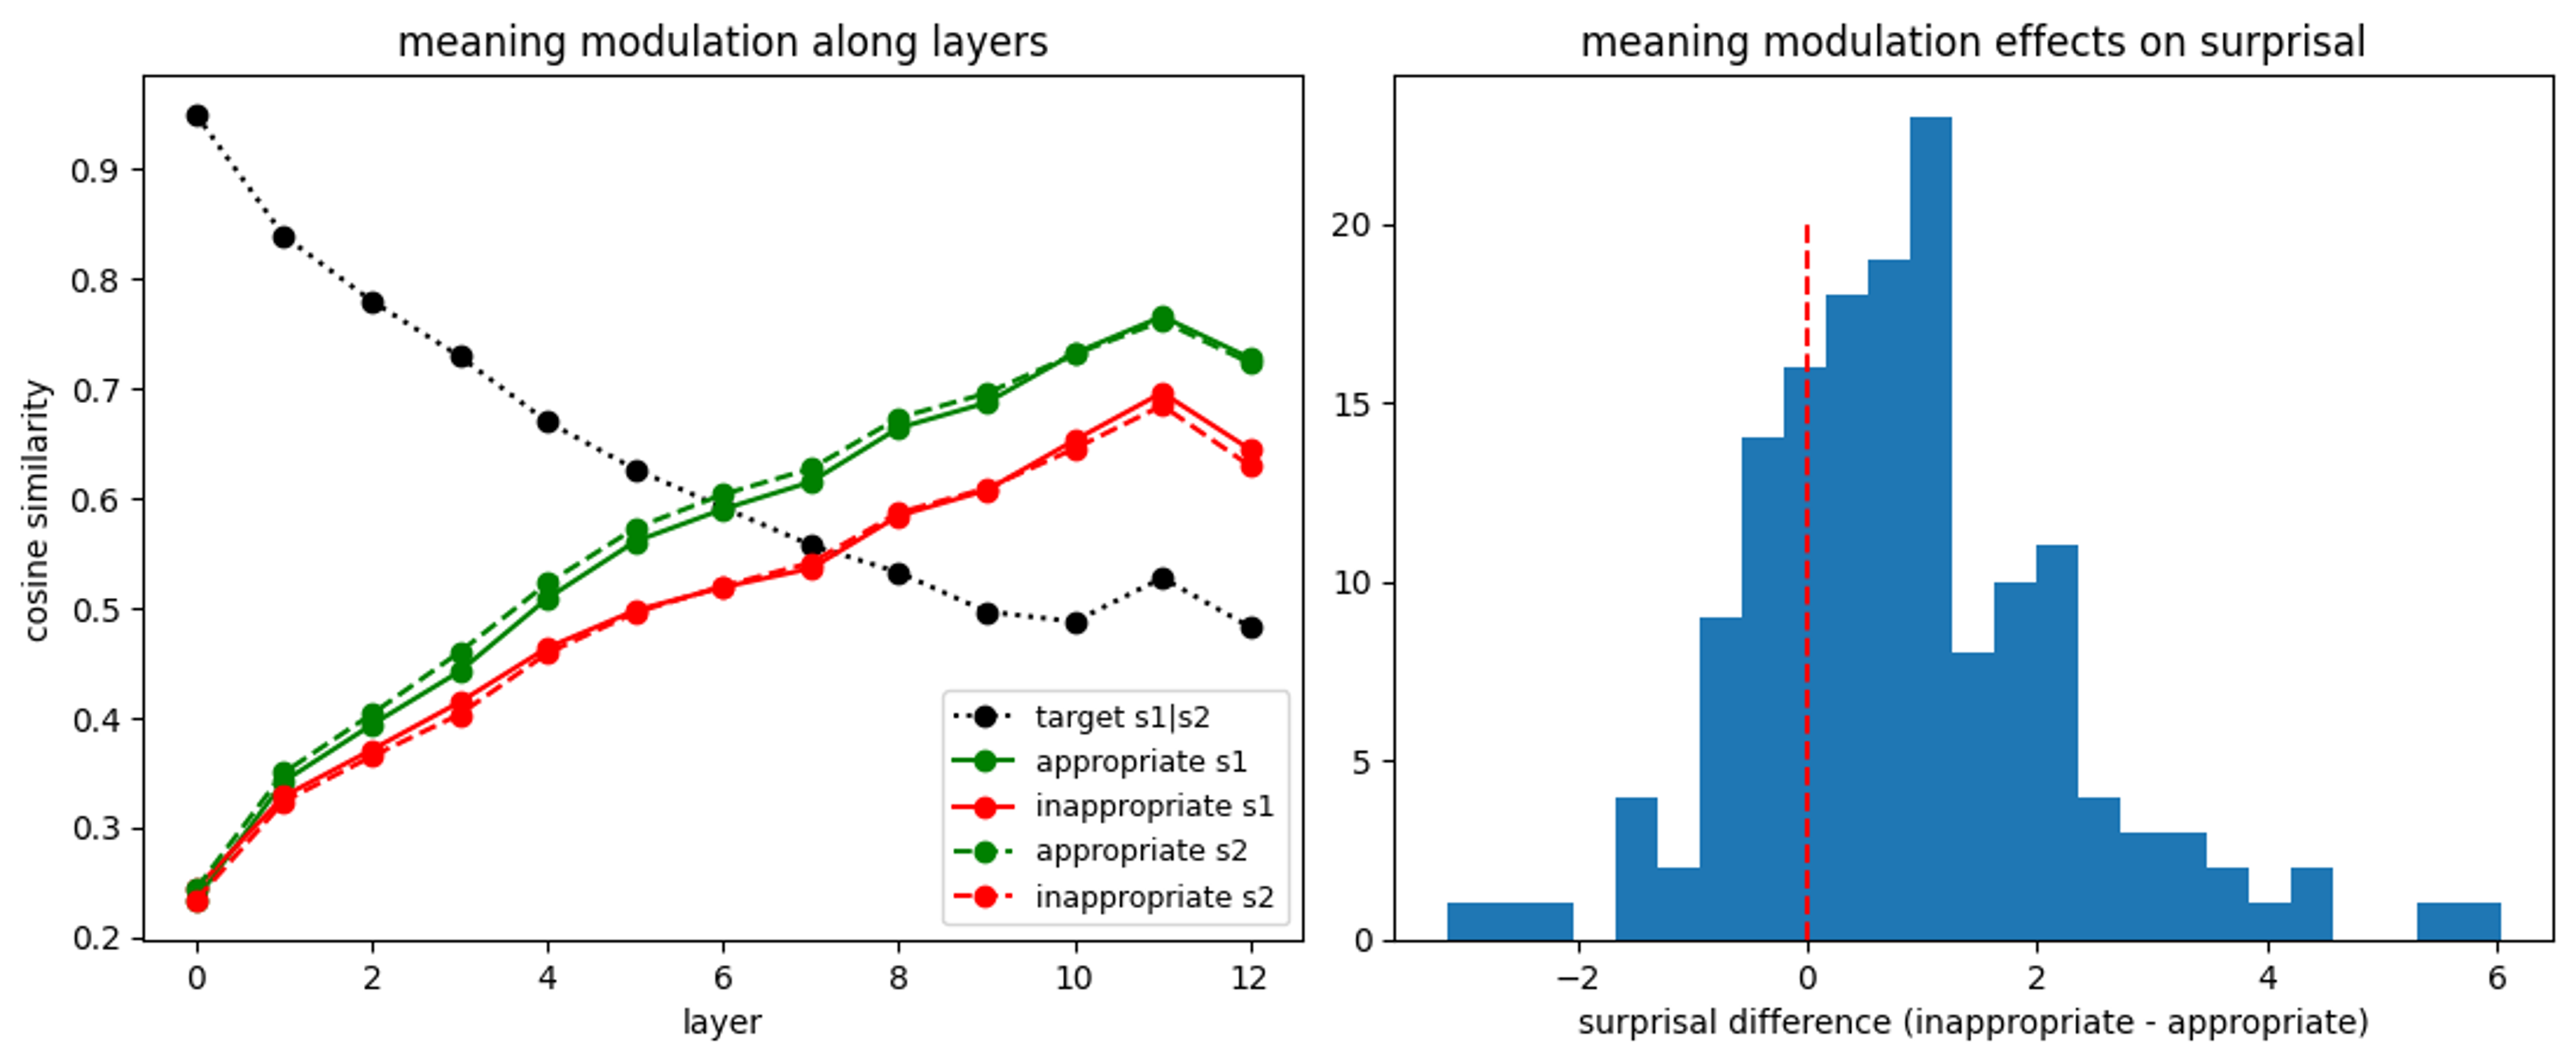 meaning modulation along layers
cosine similarity
0.9
0.8
0.7
0.6
0.5
0.4
0.3
0.2
0 2 4 6 8 10 12
layer
target s1|s2
appropriate s1
inappropriate s1
appropriate s2
inappropriate s2
meaning modulation effects on surprisal
20
15
10
5
0
−2 0 2 4 6
surprisal difference (inappropriate - appropriate)